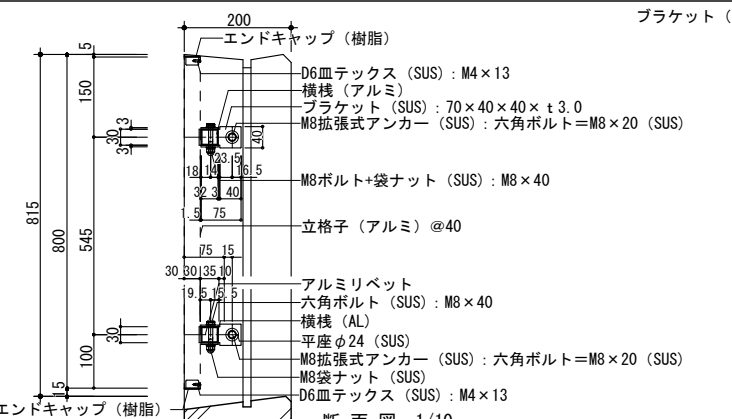 ブラケット（
200
エンドキャップ（樹脂）
D6皿テックス（SUS）：M4×13
横桟（アルミ）
ブラケット（SUS）：70×40×40×ｔ3.0
M8拡張式アンカー（SUS）：六角ボルト＝M8×20（SUS）
15
150
3
30
3
40
23.5
18 14 16.5
M8ボルト+袋ナット（SUS）：M8×40
32 3 40
1.5 75
815
800
545
立格子（アルミ）@40
75 15
30 30 35 10
アルミリベット
19.5 15.5
六角ボルト（SUS）：M8×40
横桟（AL）
30
平座φ24（SUS）
M8拡張式アンカー（SUS）：六角ボルト＝M8×20（SUS）
100
M8袋ナット（SUS）
15
D6皿テックス（SUS）：M4×13
エンドキャップ（樹脂）